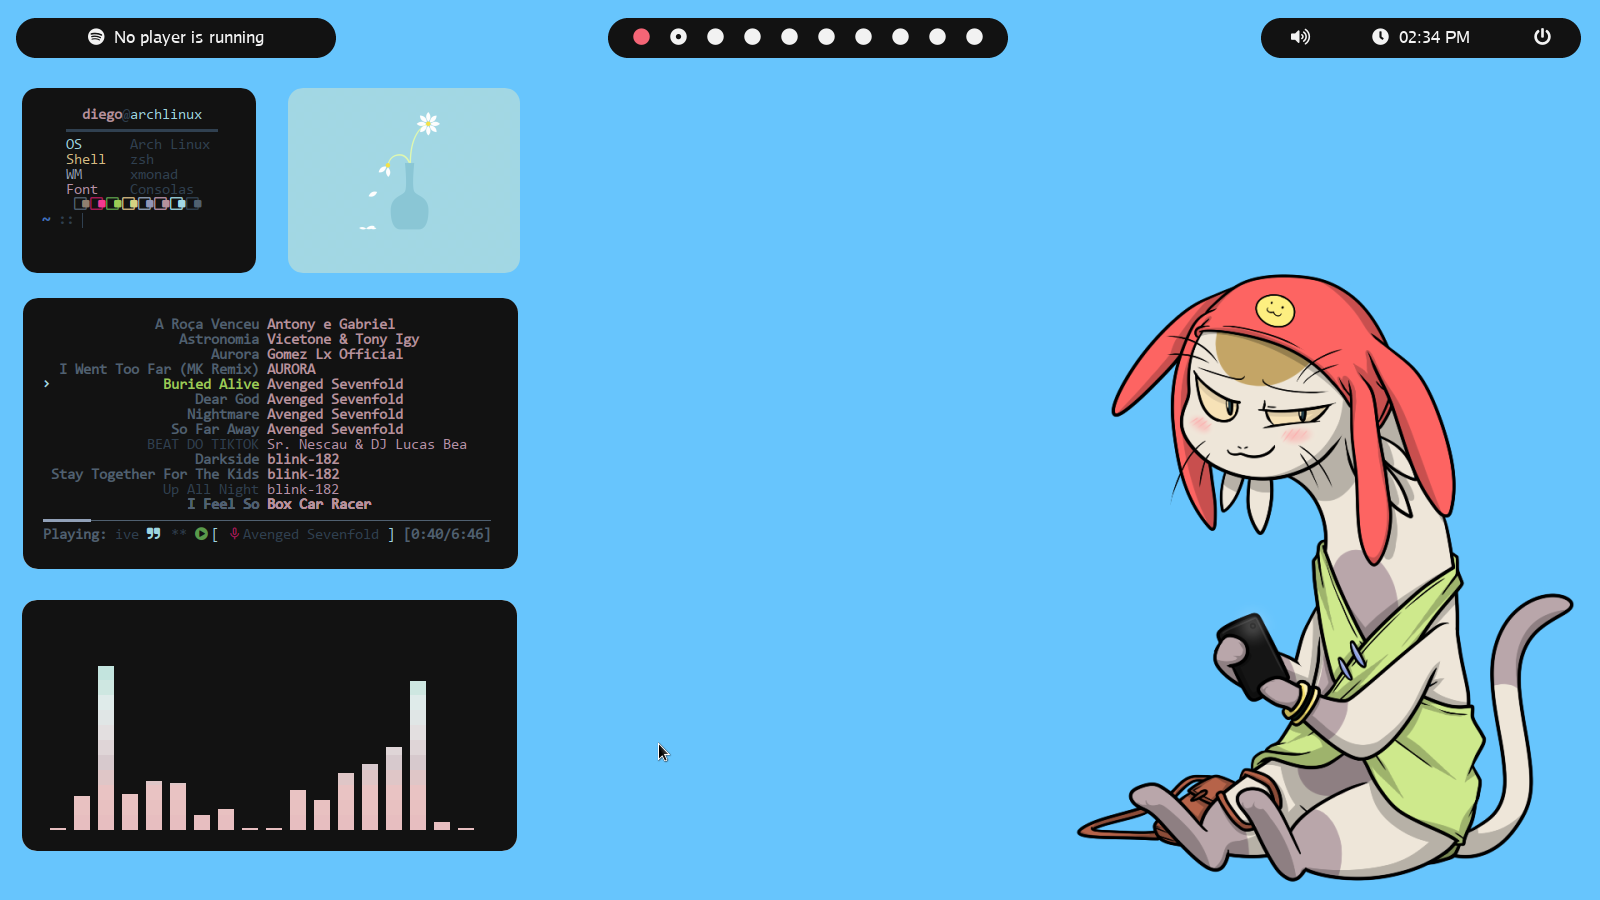 No player is running
02:34 PM
diego@archlinux
OS Arch Linux
Shell zsh
WM xmonad
Font Consolas
~ ::
A Roça Venceu Antony e Gabriel
Astronomia Vicetone & Tony Igy
Aurora Gomez Lx Official
I Went Too Far (MK Remix) AURORA
› Buried Alive Avenged Sevenfold
Dear God Avenged Sevenfold
Nightmare Avenged Sevenfold
So Far Away Avenged Sevenfold
BEAT DO TIKTOK Sr. Nescau & DJ Lucas Bea
Darkside blink-182
Stay Together For The Kids blink-182
Up All Night blink-182
I Feel So Box Car Racer
Playing: ive ❞ ** [ Avenged Sevenfold ] [0:40/6:46]